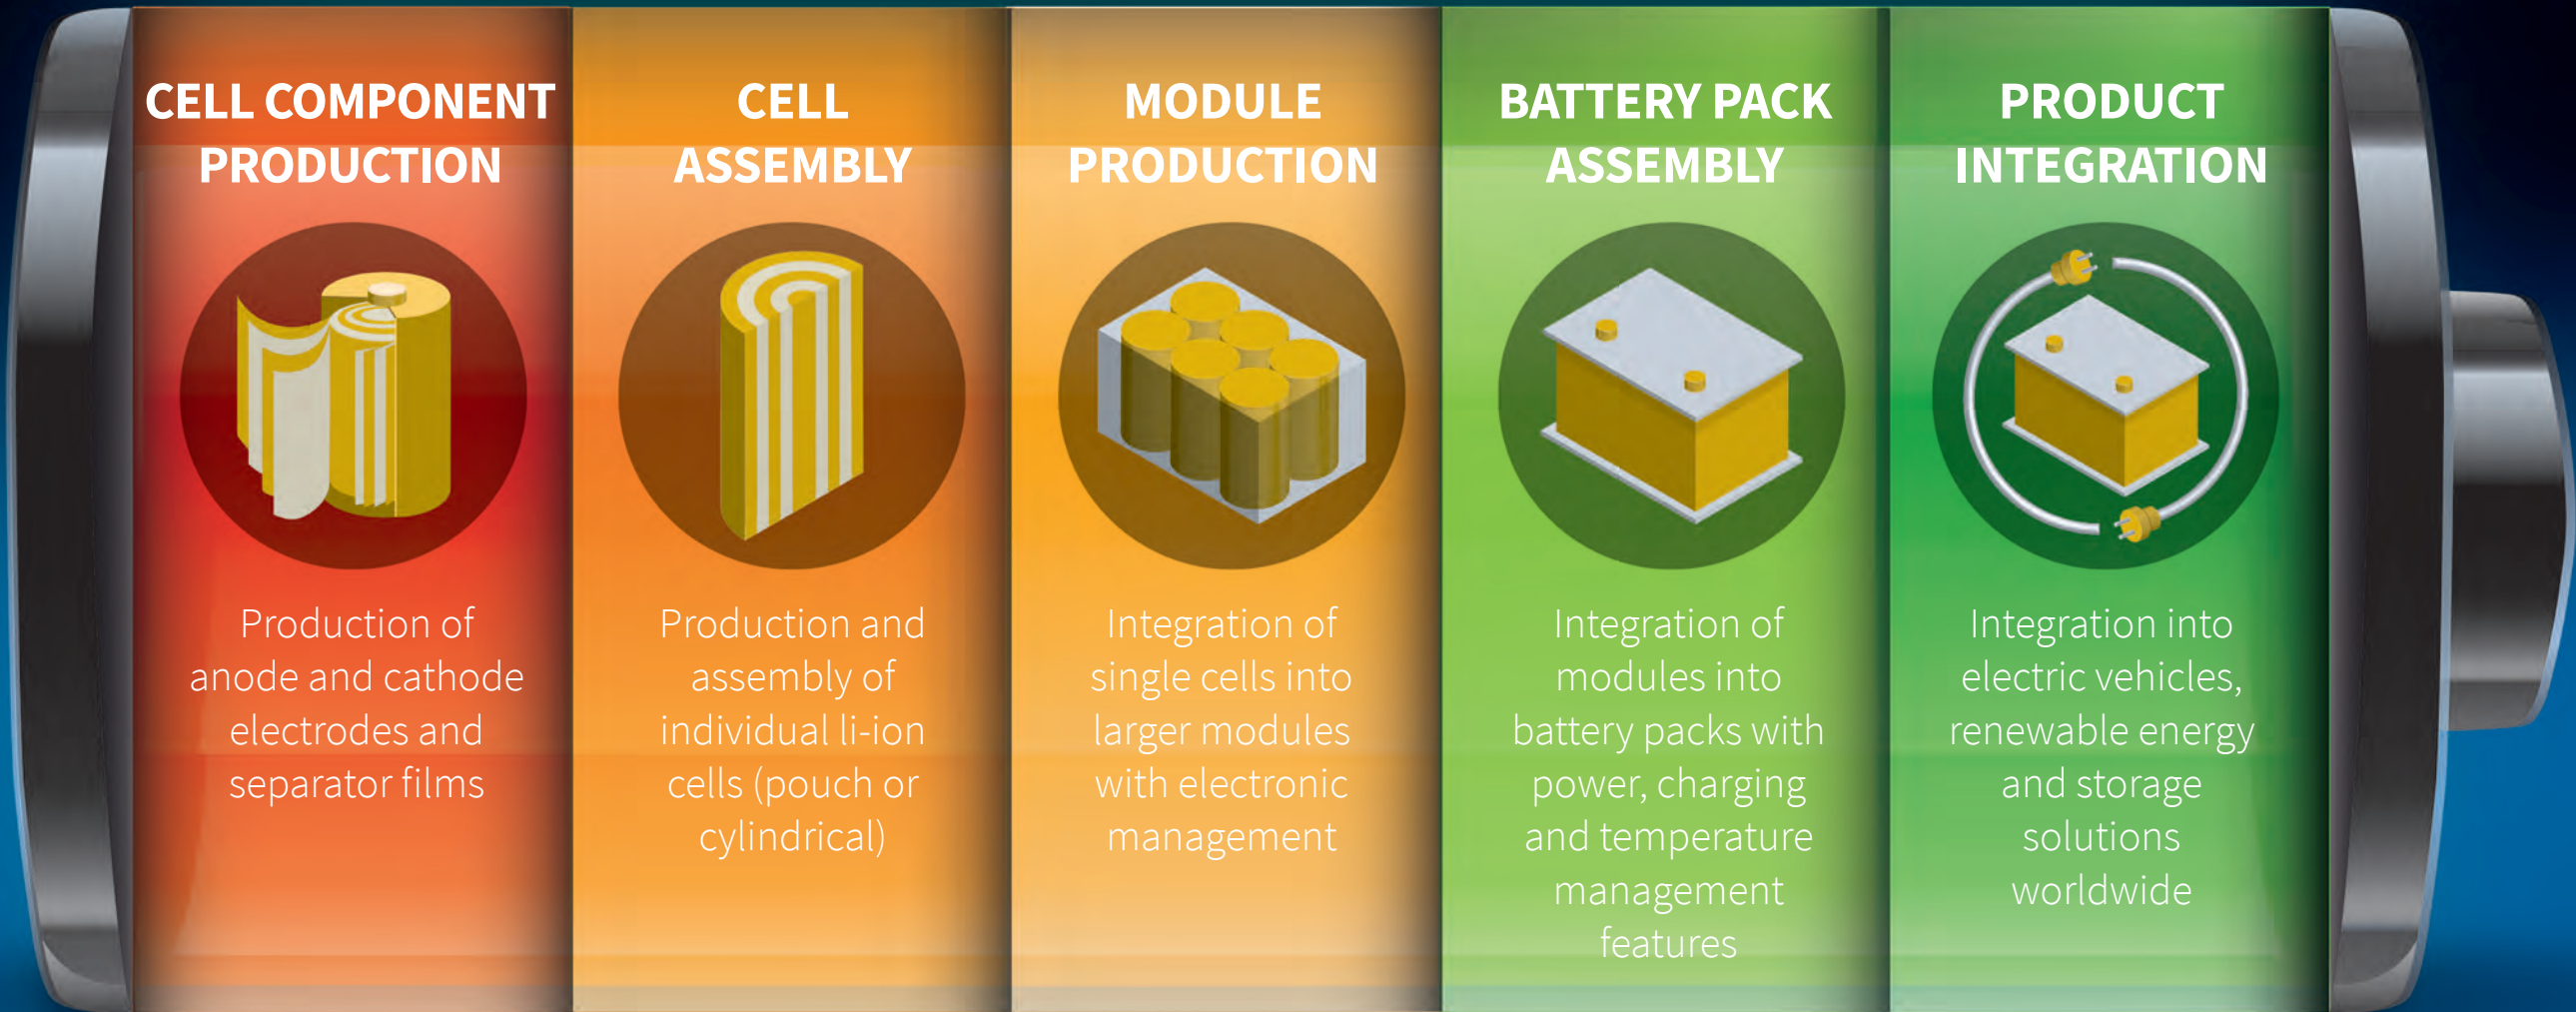 CELL COMPONENT
PRODUCTION
Production of
anode and cathode
electrodes and
separator films
CELL
ASSEMBLY
Production and
assembly of
individual li-ion
cells (pouch or
cylindrical)
MODULE
PRODUCTION
Integration of
single cells into
larger modules
with electronic
management
BATTERY PACK
ASSEMBLY
Integration of
modules into
battery packs with
power, charging
and temperature
management
features
PRODUCT
INTEGRATION
Integration into
electric vehicles,
renewable energy
and storage
solutions
worldwide